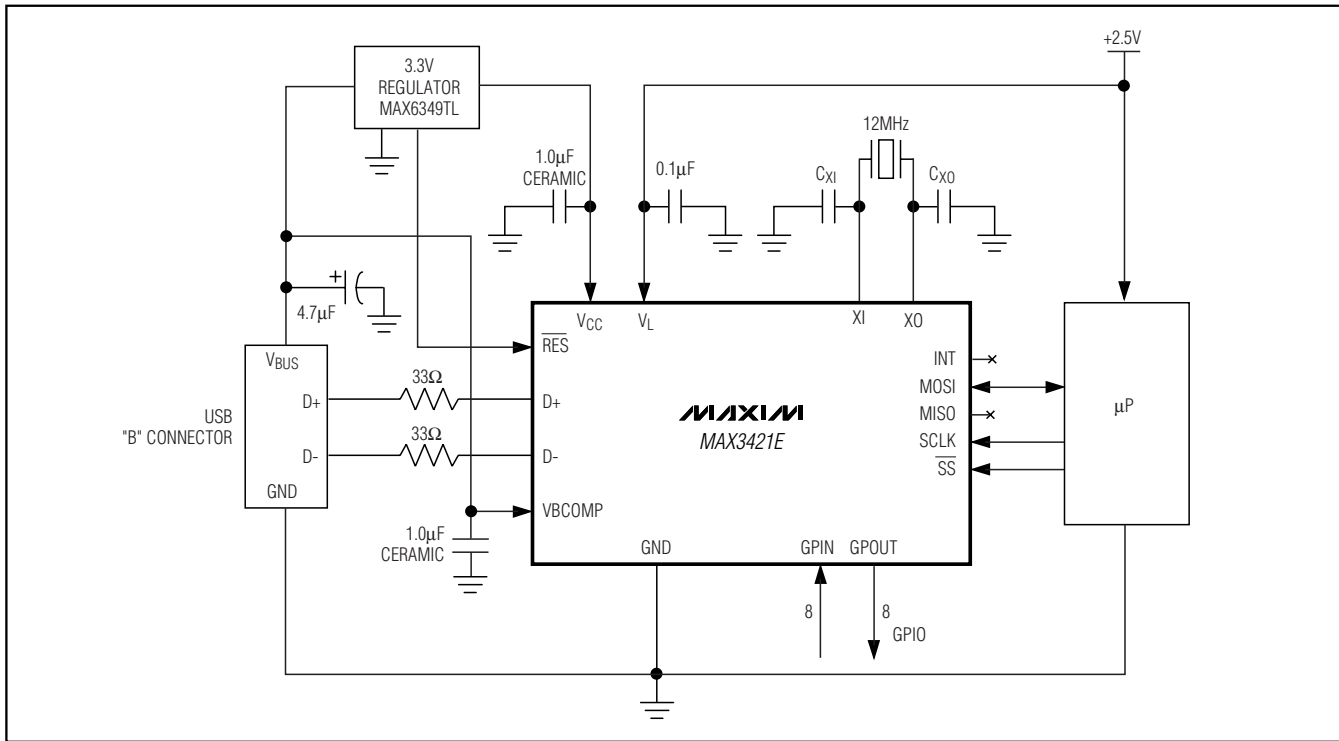 +2.5V
3.3V
REGULATOR
MAX6349TL
12MHz
1.0µF
CERAMIC
0.1µF
CXI
CXO
+
4.7µF
VCC
VL
XI
XO
RES
VBUS
INT
33Ω
D+
D+
MOSI
µP
USB
"B" CONNECTOR
MAXIM
MAX3421E
MISO
33Ω
D-
D-
SCLK
SS
GND
VBCOMP
1.0µF
CERAMIC
GND
GPIN
GPOUT
8
8
GPIO